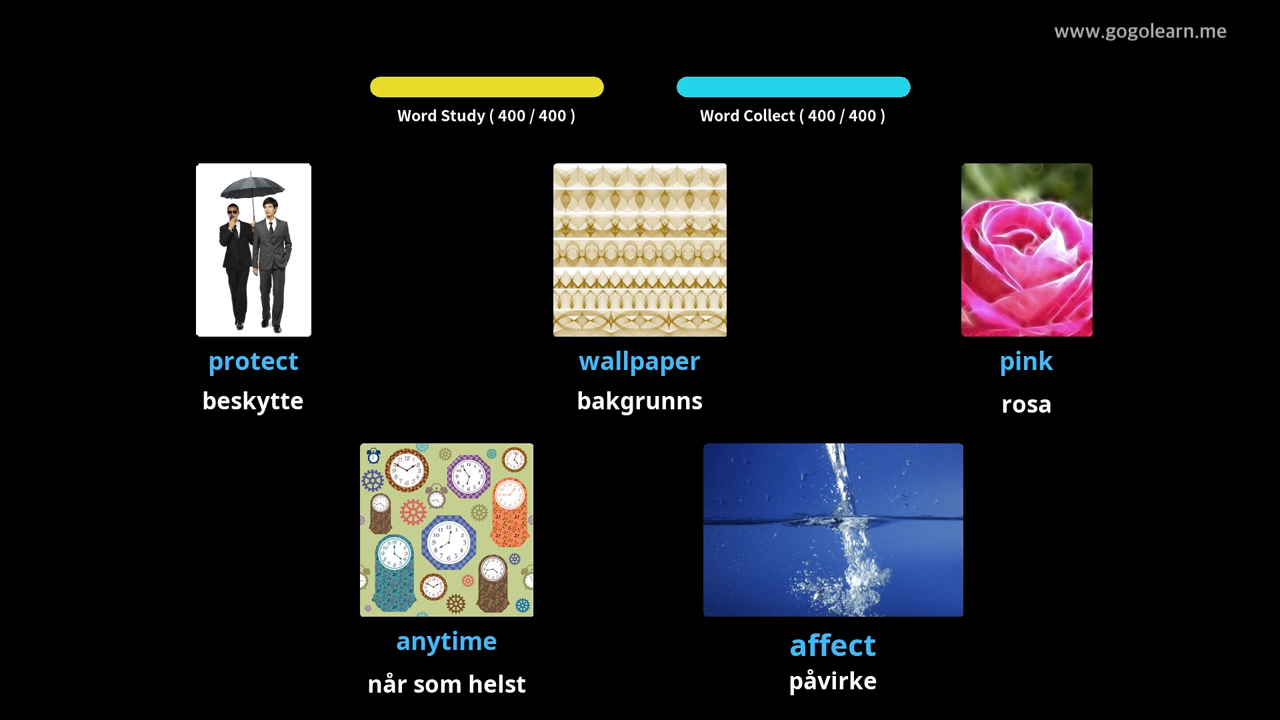 www.gogolearn.me
Word Study ( 400 / 400 )
Word Collect ( 400 / 400 )
protect
beskytte
wallpaper
bakgrunns
pink
rosa
anytime
når som helst
affect
påvirke